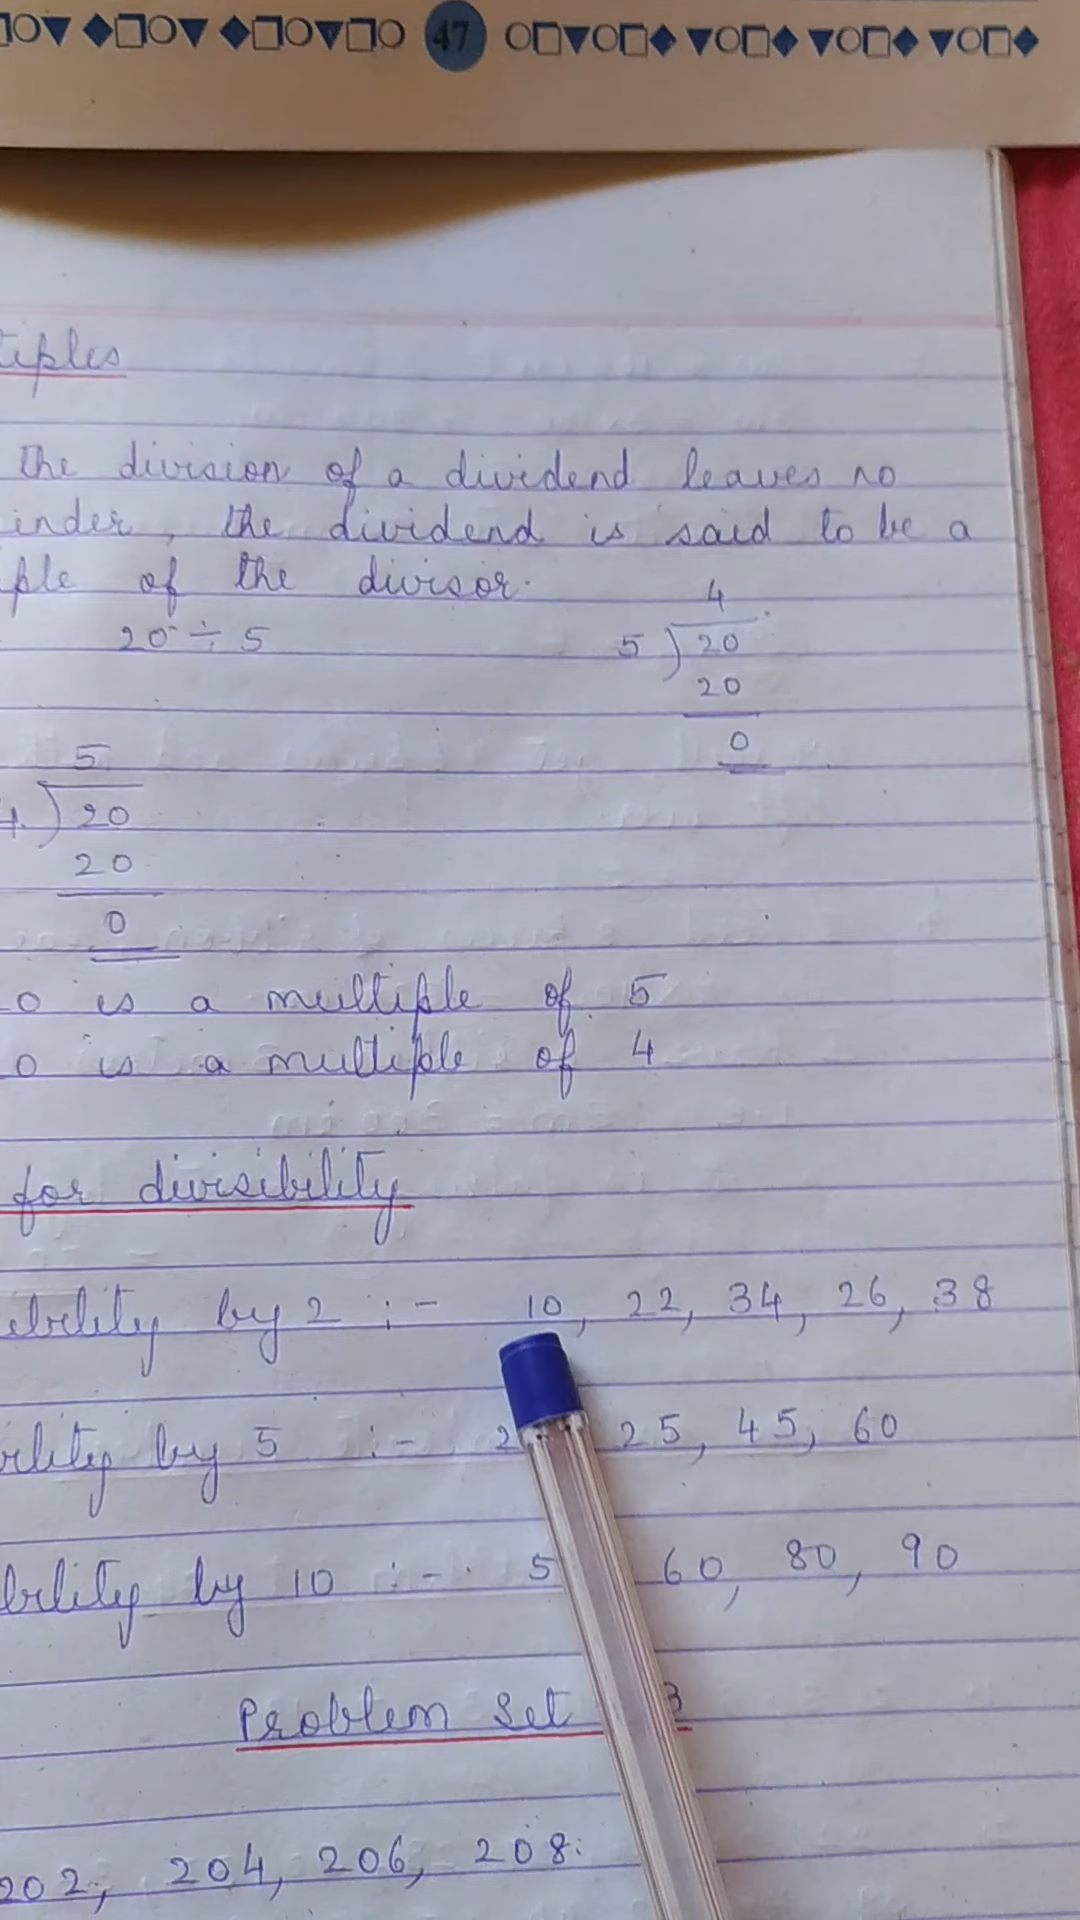 47
tiples
The division of a dividend leaves no
inder, the dividend is said to be a
ple of the divisor.
4
20 ÷ 5 5 ) 20
20
0
5
4 ) 20
20
0
0 is a multiple of 5
0 is a multiple of 4
for divisibility
ibility by 2 :- 10, 22, 34, 26, 38
ility by 5 :- 2 25, 45, 60
bility by 10 :- 5 60, 80, 90
Problem Set 3
202, 204, 206, 208.